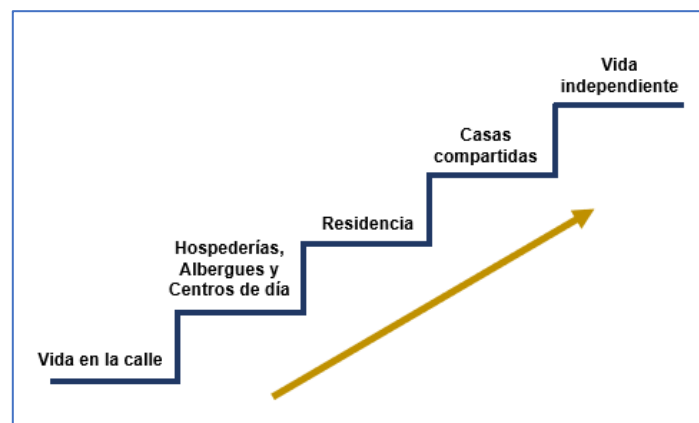 Vida
independiente
Casas
compartidas
Residencia
Hospederías,
Albergues y
Centros de día
Vida en la calle